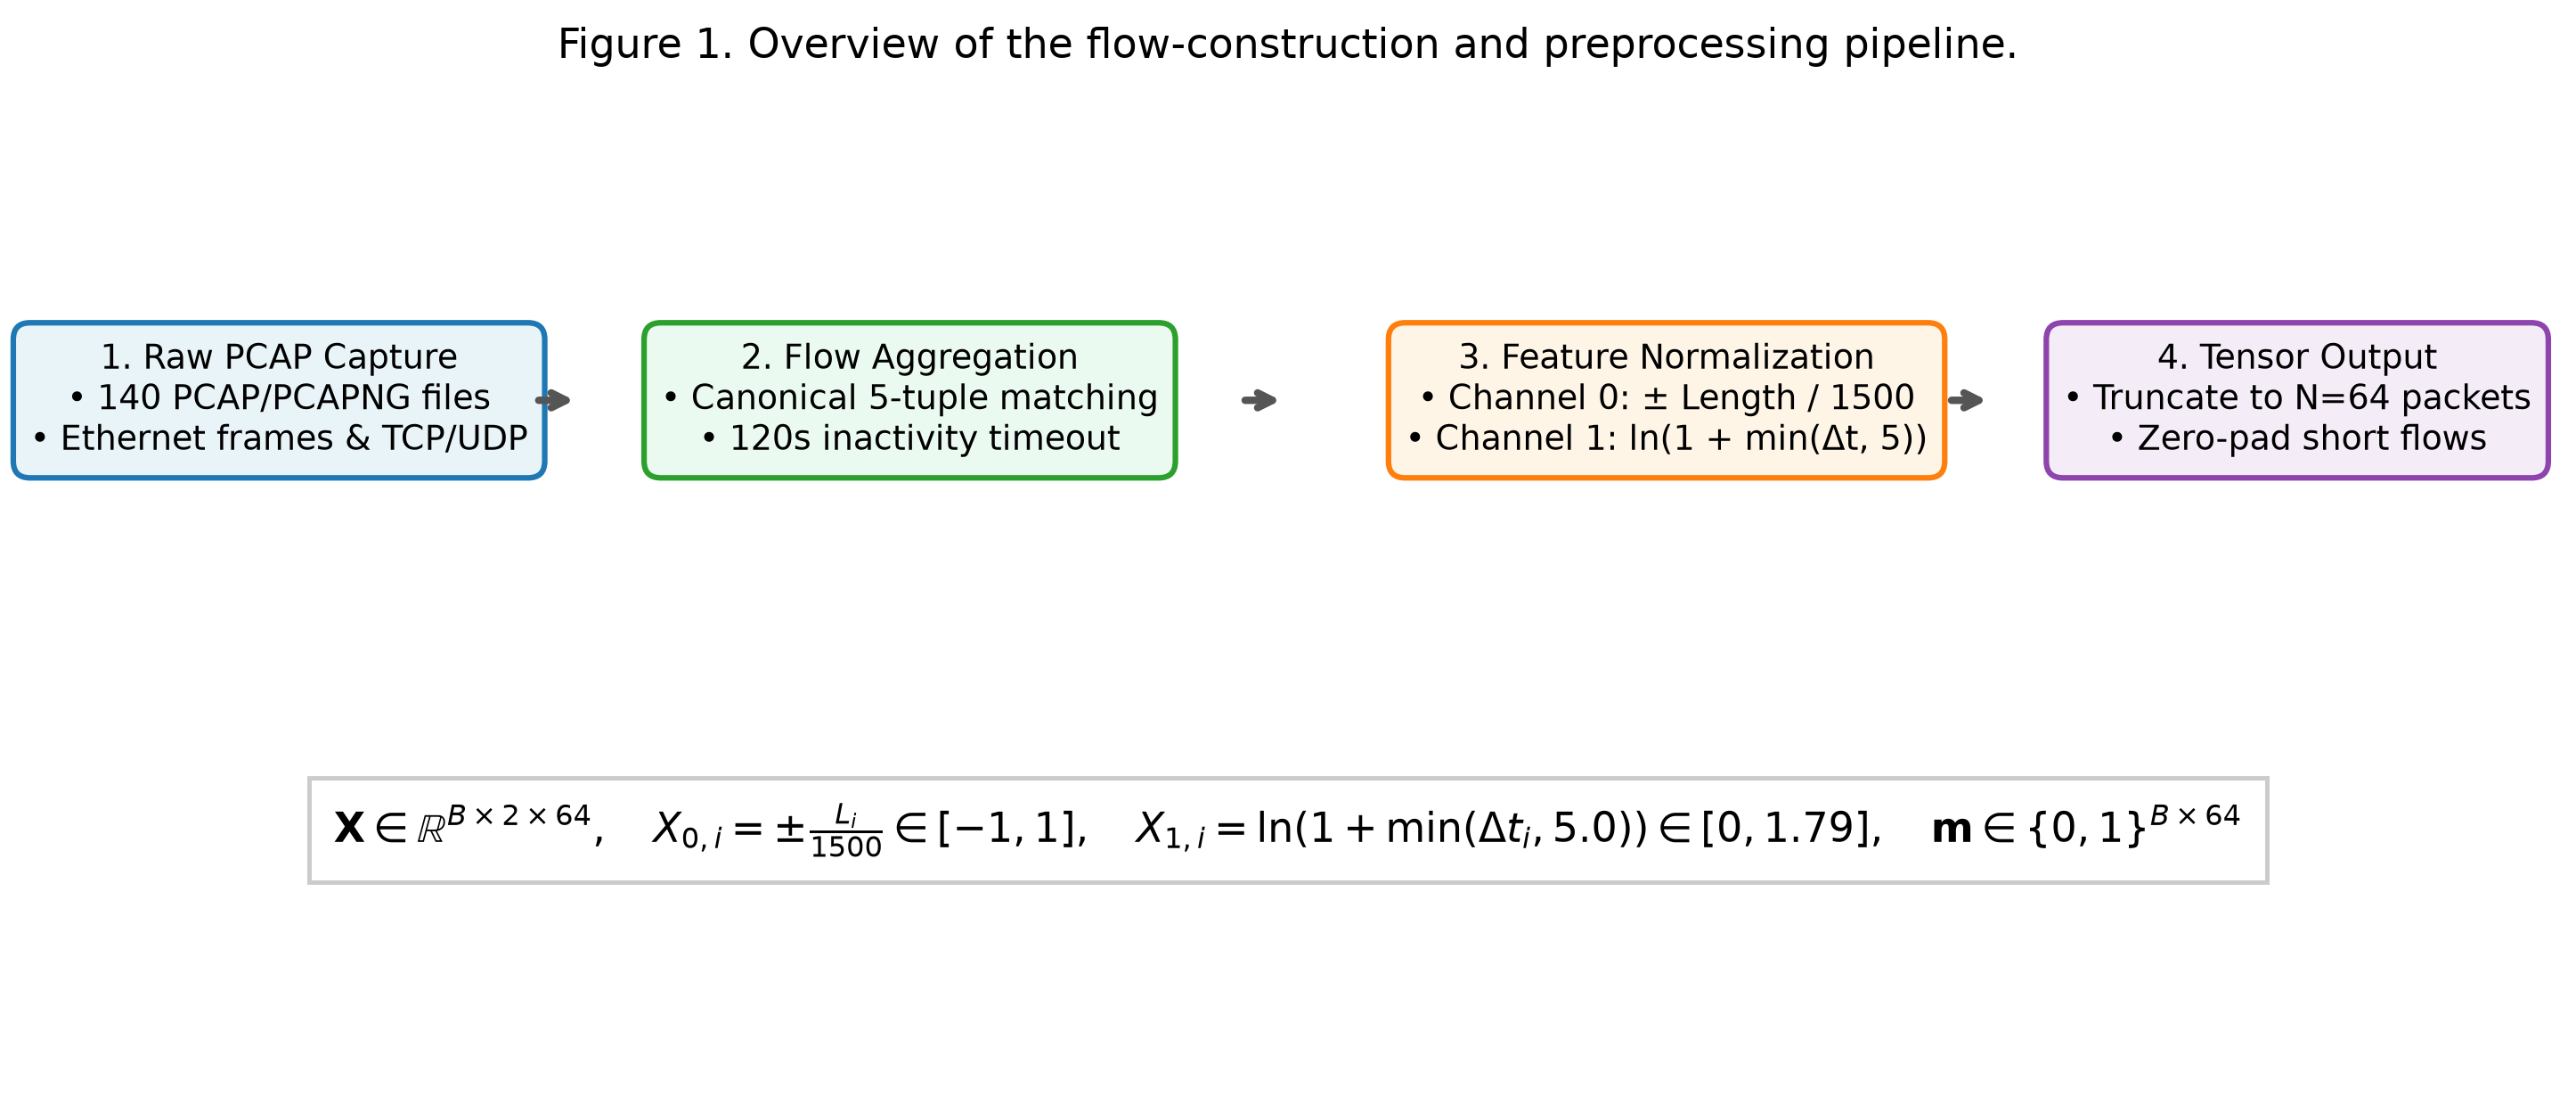 Figure 1. Overview of the flow-construction and preprocessing pipeline.
1. Raw PCAP Capture
• 140 PCAP/PCAPNG files
• Ethernet frames & TCP/UDP
2. Flow Aggregation
• Canonical 5-tuple matching
• 120s inactivity timeout
3. Feature Normalization
• Channel 0: ± Length / 1500
• Channel 1: ln(1 + min(Δt, 5))
4. Tensor Output
• Truncate to N=64 packets
• Zero-pad short flows
X ∈ ℝ^{B × 2 × 64}, X_{0, i} = ± L_i/1500 ∈ [−1, 1], X_{1, i} = ln(1 + min(Δt_i, 5.0)) ∈ [0, 1.79], m ∈ {0, 1}^{B × 64}